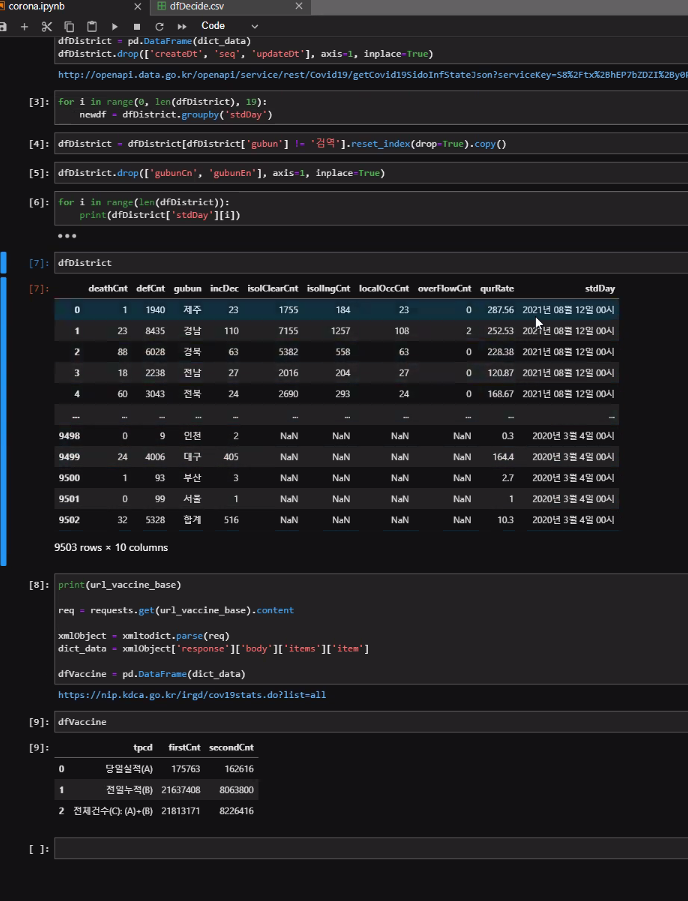 corona.ipynb
dfDecide.csv
Code
dfDistrict = pd.DataFrame(dict_data)
dfDistrict.drop(['createDt', 'seq', 'updateDt'], axis=1, inplace=True)
http://openapi.data.go.kr/openapi/service/rest/Covid19/getCovid19SidoInfStateJson?serviceKey=S8%2Ftx%2BhEP7bZDZI%2By0
[3]: for i in range(0, len(dfDistrict), 19):
newdf = dfDistrict.groupby('stdDay')
[4]: dfDistrict = dfDistrict[dfDistrict['gubun'] != '검역'].reset_index(drop=True).copy()
[5]: dfDistrict.drop(['gubunCn', 'gubunEn'], axis=1, inplace=True)
[6]: for i in range(len(dfDistrict)):
print(dfDistrict['stdDay'][i])
•••
[7]: dfDistrict
[7]: deathCnt defCnt gubun incDec isolClearCnt isolIngCnt localOccCnt overFlowCnt qurRate stdDay
0 1 1940 제주 23 1755 184 23 0 287.56 2021년 08월 12일 00시
1 23 8435 경남 110 7155 1257 108 2 252.53 2021년 08월 12일 00시
2 88 6028 경북 63 5382 558 63 0 228.38 2021년 08월 12일 00시
3 18 2238 전남 27 2016 204 27 0 120.87 2021년 08월 12일 00시
4 60 3043 전북 24 2690 293 24 0 168.67 2021년 08월 12일 00시
... ... ... ... ... ... ... ... ... ... ...
9498 0 9 인천 2 NaN NaN NaN NaN 0.3 2020년 3월 4일 00시
9499 24 4006 대구 405 NaN NaN NaN NaN 164.4 2020년 3월 4일 00시
9500 1 93 부산 3 NaN NaN NaN NaN 2.7 2020년 3월 4일 00시
9501 0 99 서울 1 NaN NaN NaN NaN 1 2020년 3월 4일 00시
9502 32 5328 합계 516 NaN NaN NaN NaN 10.3 2020년 3월 4일 00시
9503 rows × 10 columns
[8]: print(url_vaccine_base)
req = requests.get(url_vaccine_base).content
xmlObject = xmltodict.parse(req)
dict_data = xmlObject['response']['body']['items']['item']
dfVaccine = pd.DataFrame(dict_data)
https://nip.kdca.go.kr/irgd/cov19stats.do?list=all
[9]: dfVaccine
[9]: tpcd firstCnt secondCnt
0 당일실적(A) 175763 162616
1 전일누적(B) 21637408 8063800
2 전체건수(C): (A)+(B) 21813171 8226416
[ ]: